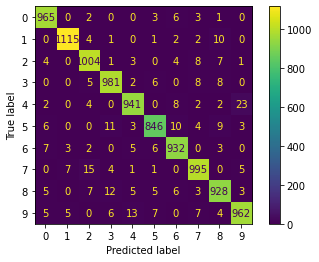 0 965 0 2 0 0 3 6 3 1 0
1 0 1115 4 1 0 1 2 2 10 0
2 4 0 1004 1 3 0 4 8 7 1
3 0 0 5 981 2 6 0 8 8 0
4 2 0 4 0 941 0 8 2 2 23
5 6 0 0 11 3 846 10 4 9 3
6 7 3 2 0 5 6 932 0 3 0
7 0 7 15 4 1 1 0 995 0 5
8 5 0 7 12 5 5 6 3 928 3
9 5 5 0 6 13 7 0 7 4 962
0 1 2 3 4 5 6 7 8 9
Predicted label
True label
1000
800
600
400
200
0